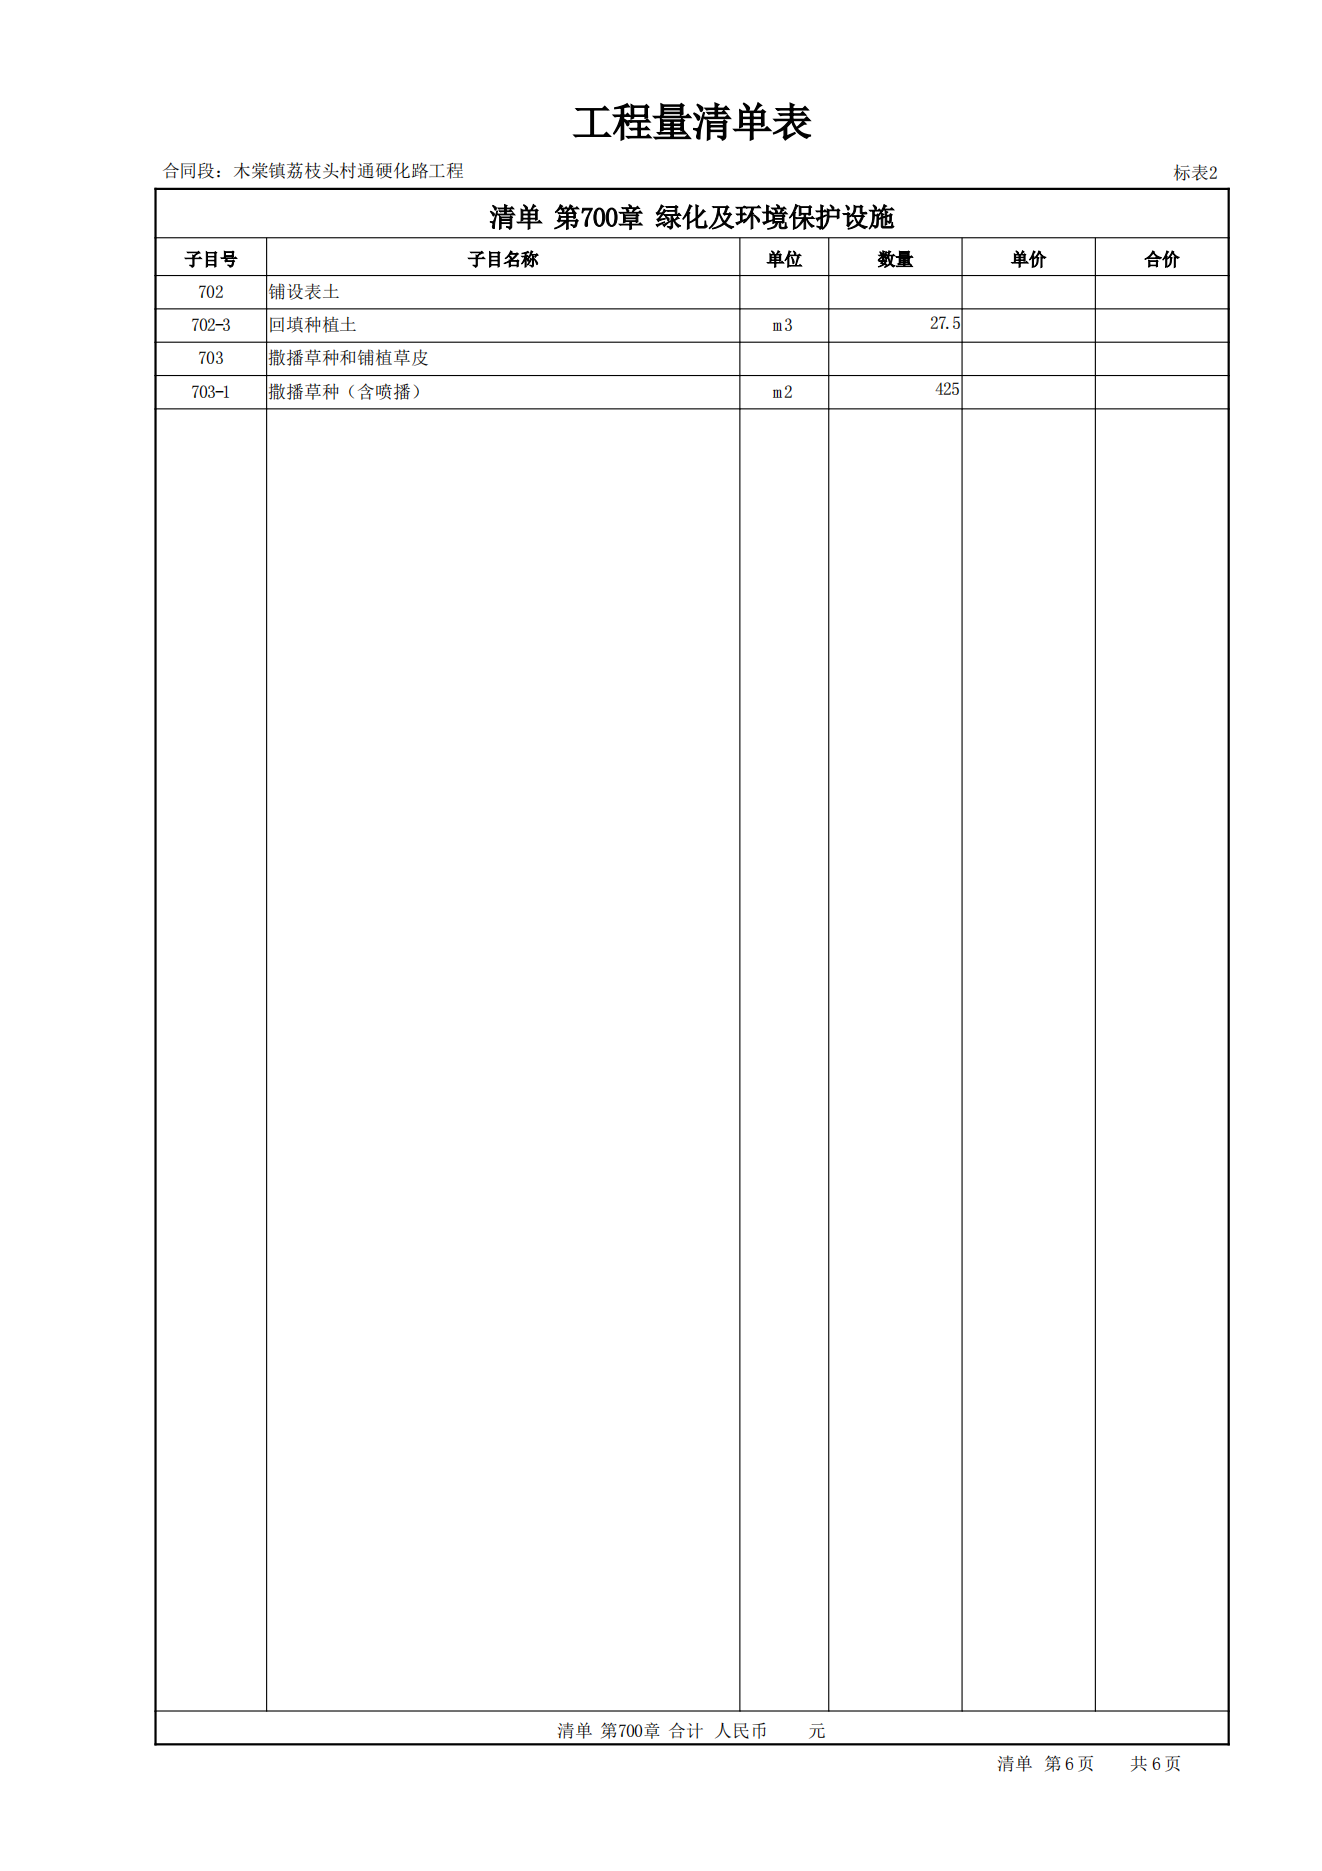 工程量清单表
合同段：木棠镇荔枝头村通硬化路工程 标表2
清单 第700章 绿化及环境保护设施
子目号 子目名称 单位 数量 单价 合价
702 铺设表土
702-3 回填种植土 m3 27.5
703 撒播草种和铺植草皮
703-1 撒播草种（含喷播） m2 425
清单 第700章 合计 人民币 元
清单 第6页 共6页